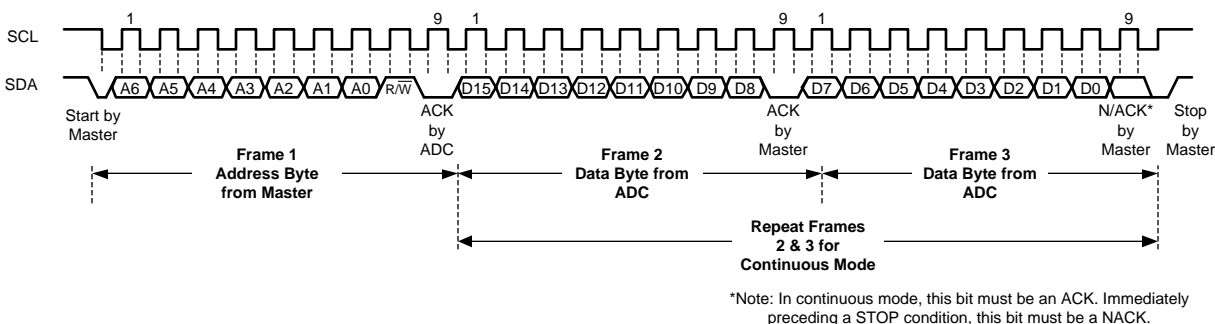 1 9 1 9 1 9
SCL
SDA A6 A5 A4 A3 A2 A1 A0 R/W D15 D14 D13 D12 D11 D10 D9 D8 D7 D6 D5 D4 D3 D2 D1 D0
Start by
Master
ACK
by
ADC
ACK
by
Master
N/ACK*
by
Master
Stop
by
Master
Frame 1
Address Byte
from Master
Frame 2
Data Byte from
ADC
Frame 3
Data Byte from
ADC
Repeat Frames
2 & 3 for
Continuous Mode
*Note: In continuous mode, this bit must be an ACK. Immediately
preceding a STOP condition, this bit must be a NACK.